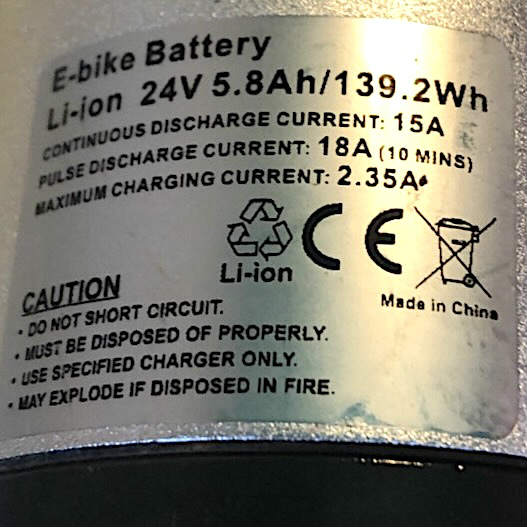 E-bike Battery
Li-ion 24V 5.8Ah/139.2Wh
CONTINUOUS DISCHARGE CURRENT: 15A
PULSE DISCHARGE CURRENT: 18A (10 MINS)
MAXIMUM CHARGING CURRENT: 2.35A
Li-ion
CE
Made in China
CAUTION
• DO NOT SHORT CIRCUIT.
• MUST BE DISPOSED OF PROPERLY.
• USE SPECIFIED CHARGER ONLY.
• MAY EXPLODE IF DISPOSED IN FIRE.